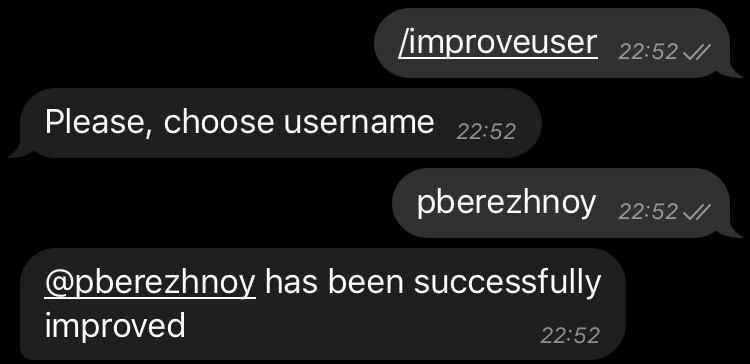 /improveuser 22:52
Please, choose username 22:52
pberezhnoy 22:52
@pberezhnoy has been successfully
improved 22:52